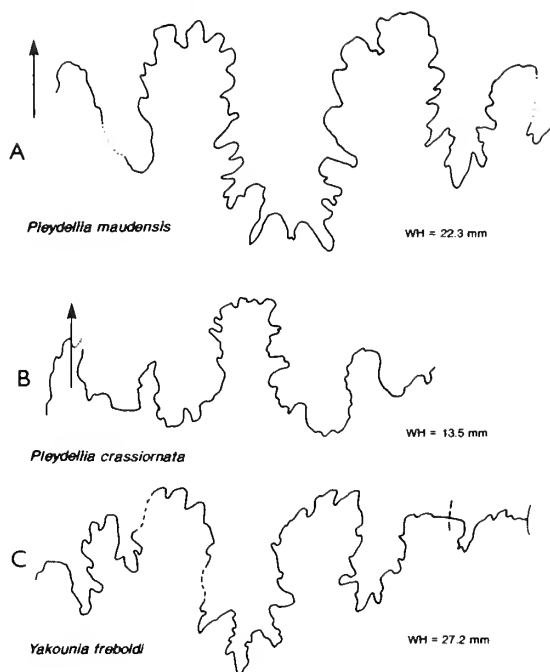 A
Pleydellia maudensis
WH = 22.3 mm
B
Pleydellia crassiornata
WH = 13.5 mm
C
Yakounia freboldi
WH = 27.2 mm